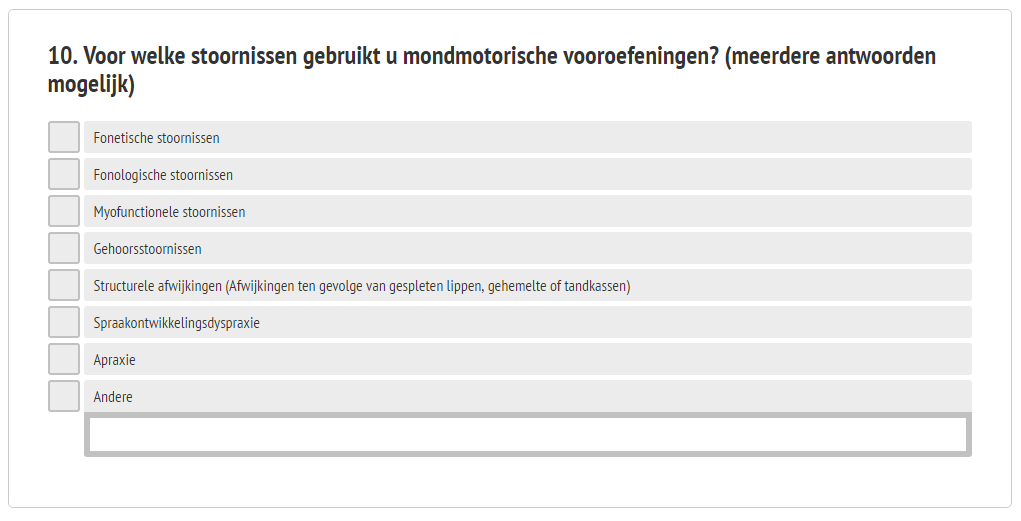 10. Voor welke stoornissen gebruikt u mondmotorische vooroefeningen? (meerdere antwoorden
mogelijk)
Fonetische stoornissen
Fonologische stoornissen
Myofunctionele stoornissen
Gehoorsstoornissen
Structurele afwijkingen (Afwijkingen ten gevolge van gespleten lippen, gehemelte of tandkassen)
Spraakontwikkelingsdyspraxie
Apraxie
Andere